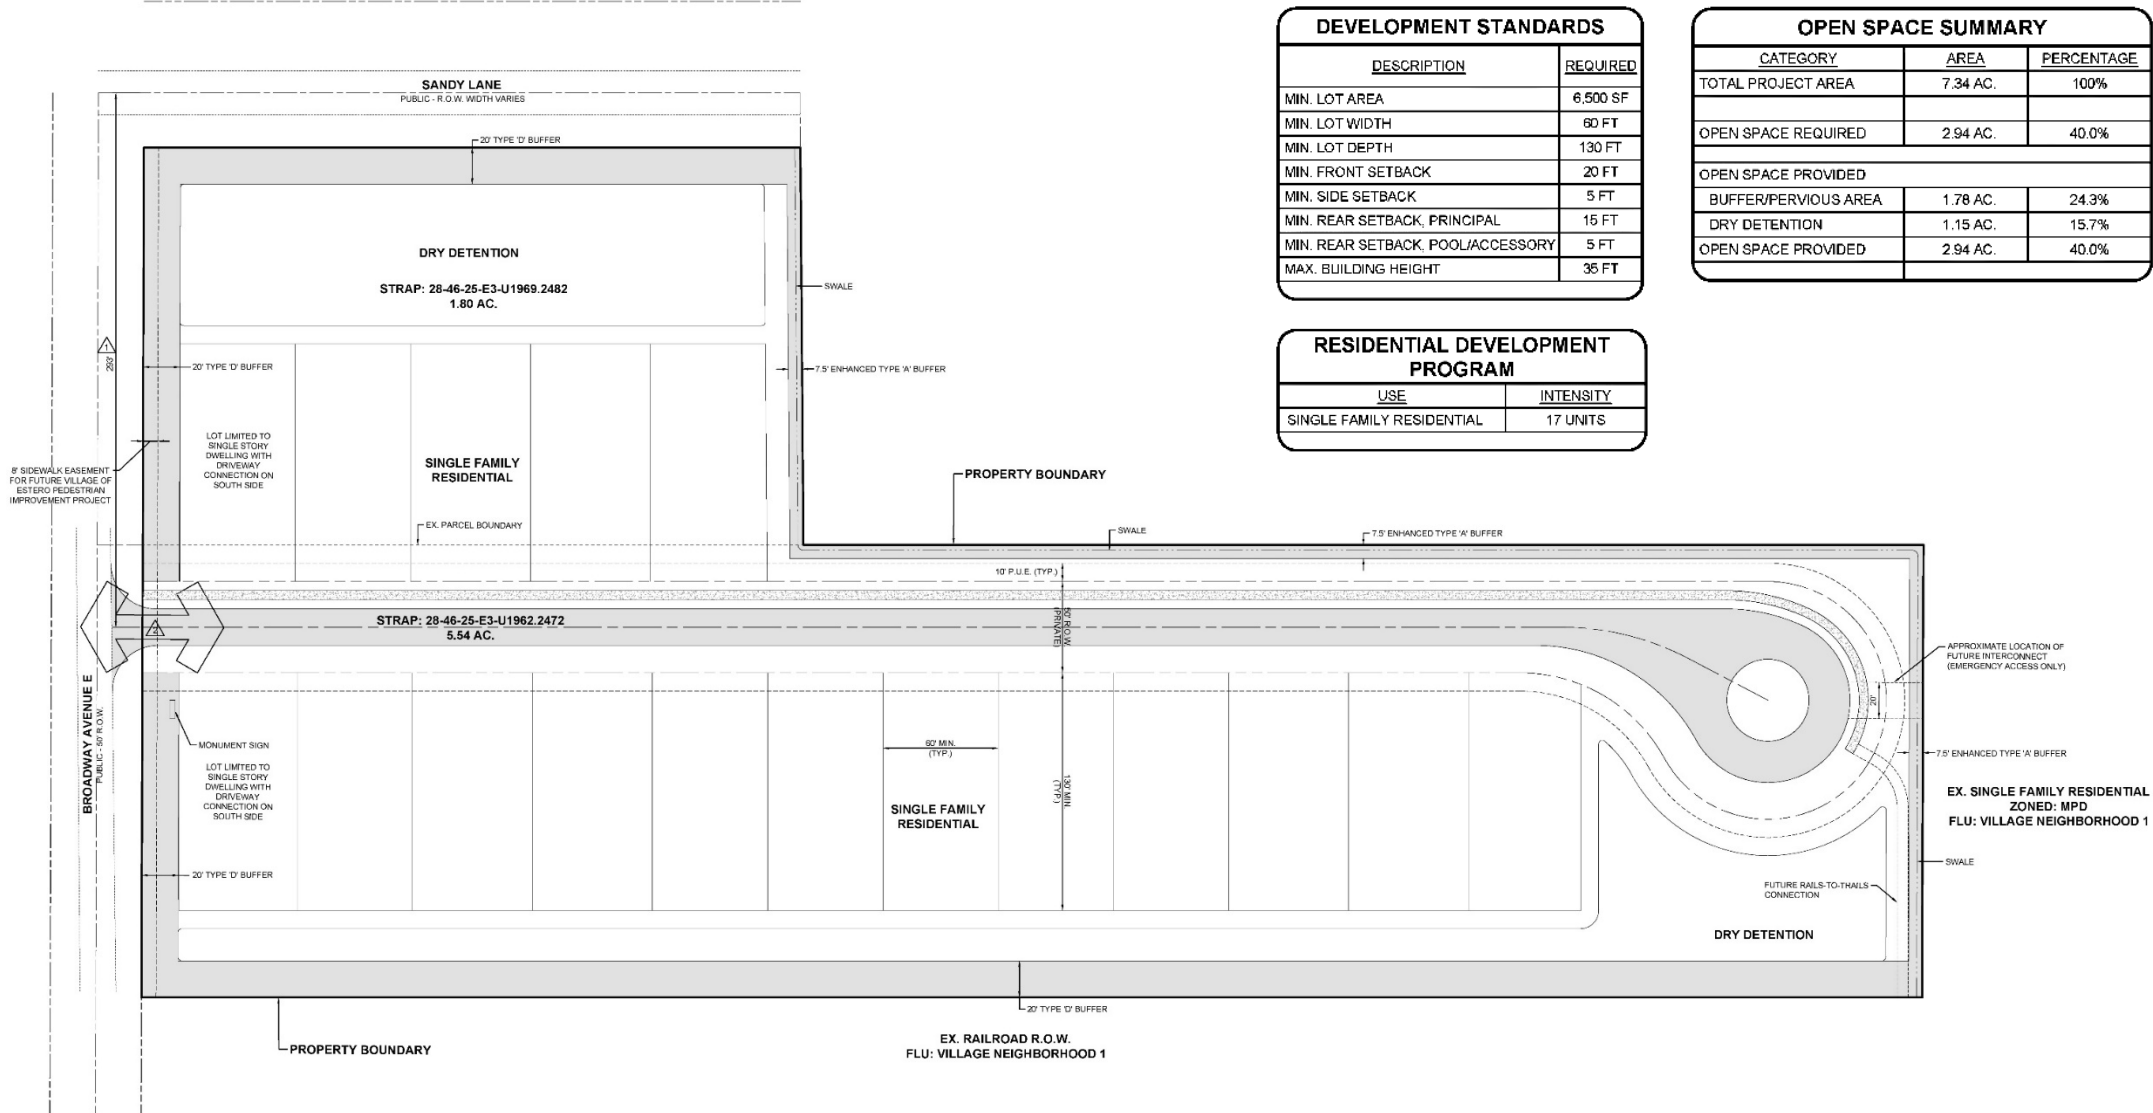 DEVELOPMENT STANDARDS
DESCRIPTION REQUIRED
MIN. LOT AREA 6,500 SF
MIN. LOT WIDTH 60 FT
MIN. LOT DEPTH 130 FT
MIN. FRONT SETBACK 20 FT
MIN. SIDE SETBACK 5 FT
MIN. REAR SETBACK, PRINCIPAL 15 FT
MIN. REAR SETBACK, POOL/ACCESSORY 5 FT
MAX. BUILDING HEIGHT 35 FT
OPEN SPACE SUMMARY
CATEGORY AREA PERCENTAGE
TOTAL PROJECT AREA 7.34 AC. 100%
OPEN SPACE REQUIRED 2.94 AC. 40.0%
OPEN SPACE PROVIDED
BUFFER/PERVIOUS AREA 1.78 AC. 24.3%
DRY DETENTION 1.15 AC. 15.7%
OPEN SPACE PROVIDED 2.94 AC. 40.0%
RESIDENTIAL DEVELOPMENT
PROGRAM
USE INTENSITY
SINGLE FAMILY RESIDENTIAL 17 UNITS
SANDY LANE
PUBLIC - R.O.W. WIDTH VARIES
20' TYPE 'D' BUFFER
DRY DETENTION
STRAP: 28-46-25-E3-U1969.2482
1.80 AC.
SWALE
1
293'
20' TYPE 'D' BUFFER
7.5' ENHANCED TYPE 'A' BUFFER
LOT LIMITED TO
SINGLE STORY
DWELLING WITH
DRIVEWAY
CONNECTION ON
SOUTH SIDE
SINGLE FAMILY
RESIDENTIAL
8' SIDEWALK EASEMENT
FOR FUTURE VILLAGE OF
ESTERO PEDESTRIAN
IMPROVEMENT PROJECT
PROPERTY BOUNDARY
EX. PARCEL BOUNDARY
SWALE
7.5' ENHANCED TYPE 'A' BUFFER
10' P.U.E. (TYP.)
50' R.O.W.
(PRIVATE)
STRAP: 28-46-25-E3-U1962.2472
5.54 AC.
2
APPROXIMATE LOCATION OF
FUTURE INTERCONNECT
(EMERGENCY ACCESS ONLY)
20'
BROADWAY AVENUE E
PUBLIC - 50' R.O.W.
MONUMENT SIGN
LOT LIMITED TO
SINGLE STORY
DWELLING WITH
DRIVEWAY
CONNECTION ON
SOUTH SIDE
60' MIN.
(TYP.)
130' MIN.
(TYP.)
SINGLE FAMILY
RESIDENTIAL
7.5' ENHANCED TYPE 'A' BUFFER
EX. SINGLE FAMILY RESIDENTIAL
ZONED: MPD
FLU: VILLAGE NEIGHBORHOOD 1
SWALE
20' TYPE 'D' BUFFER
FUTURE RAILS-TO-TRAILS
CONNECTION
DRY DETENTION
20' TYPE 'D' BUFFER
PROPERTY BOUNDARY
EX. RAILROAD R.O.W.
FLU: VILLAGE NEIGHBORHOOD 1